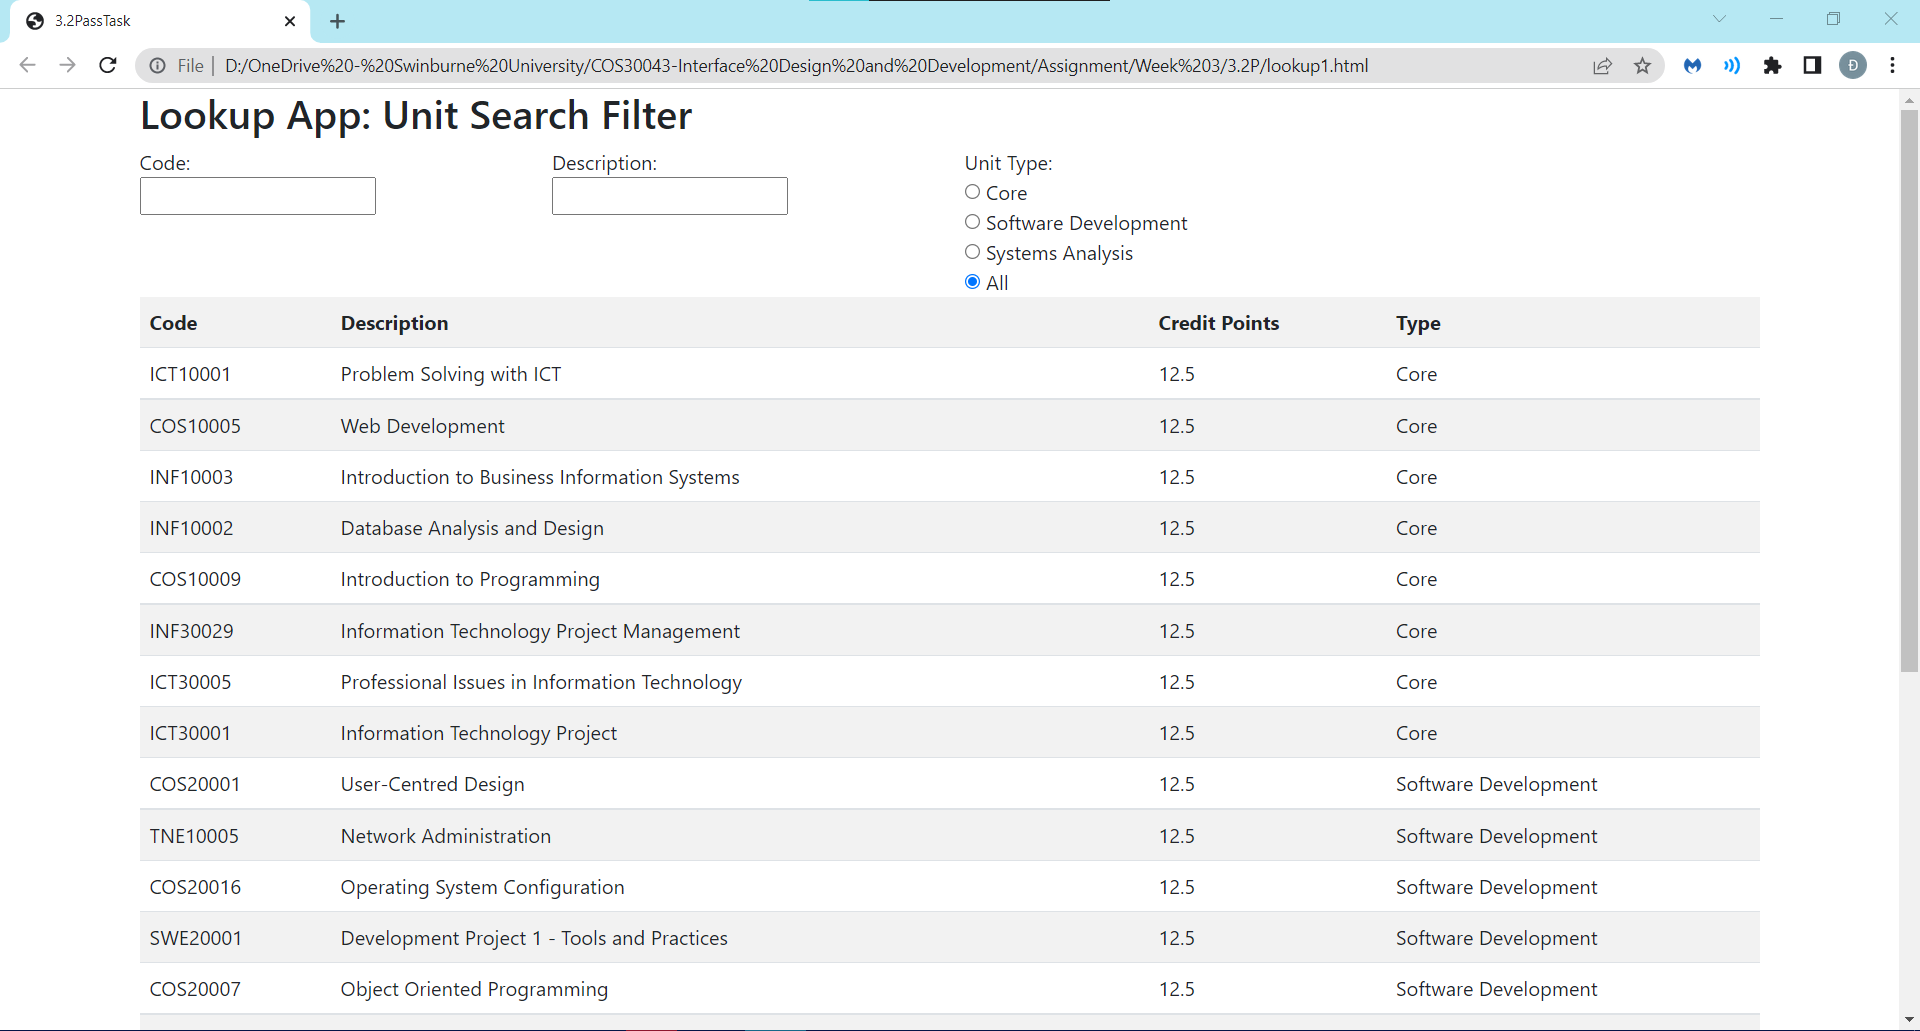 3.2PassTask
File | D:/OneDrive%20-%20Swinburne%20University/COS30043-Interface%20Design%20and%20Development/Assignment/Week%203/3.2P/lookup1.html
Đ
Lookup App: Unit Search Filter
Code: Description: Unit Type:
Core
Software Development
Systems Analysis
All
Code Description Credit Points Type
ICT10001 Problem Solving with ICT 12.5 Core
COS10005 Web Development 12.5 Core
INF10003 Introduction to Business Information Systems 12.5 Core
INF10002 Database Analysis and Design 12.5 Core
COS10009 Introduction to Programming 12.5 Core
INF30029 Information Technology Project Management 12.5 Core
ICT30005 Professional Issues in Information Technology 12.5 Core
ICT30001 Information Technology Project 12.5 Core
COS20001 User-Centred Design 12.5 Software Development
TNE10005 Network Administration 12.5 Software Development
COS20016 Operating System Configuration 12.5 Software Development
SWE20001 Development Project 1 - Tools and Practices 12.5 Software Development
COS20007 Object Oriented Programming 12.5 Software Development